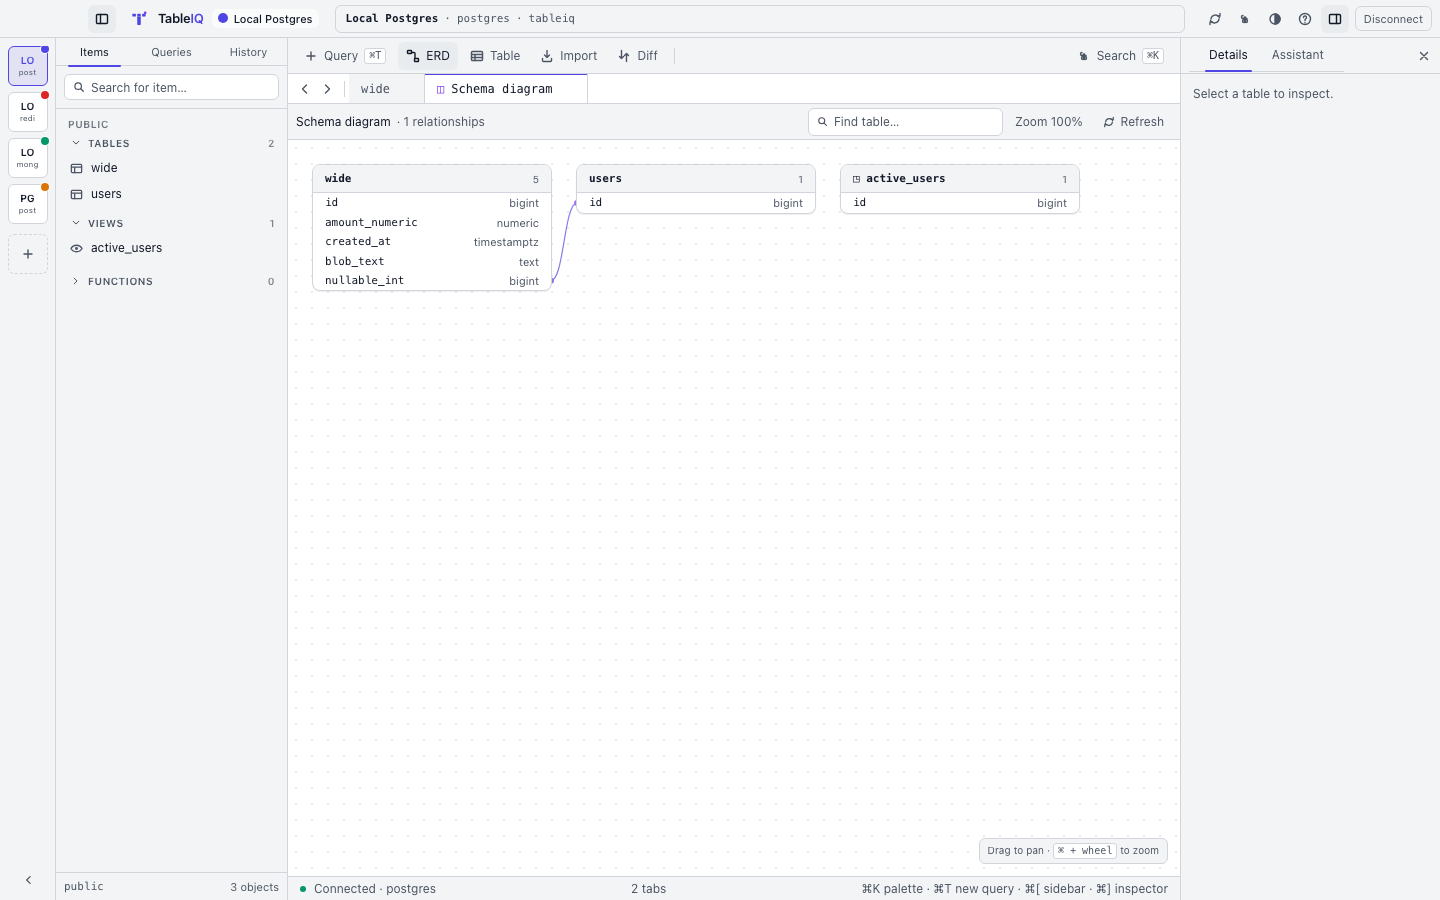 TableIQ
Local Postgres
Local Postgres · postgres · tableiq
Disconnect
LO
post
LO
redi
LO
mong
PG
post
Items
Queries
History
Search for item...
PUBLIC
TABLES
2
wide
users
VIEWS
1
active_users
FUNCTIONS
0
public
3 objects
Query
⌘T
ERD
Table
Import
Diff
Search
⌘K
wide
Schema diagram
Schema diagram · 1 relationships
Find table...
Zoom 100%
Refresh
wide 5
id bigint
amount_numeric numeric
created_at timestamptz
blob_text text
nullable_int bigint
users 1
id bigint
active_users 1
id bigint
Drag to pan · ⌘ + wheel to zoom
Connected · postgres
2 tabs
⌘K palette · ⌘T new query · ⌘[ sidebar · ⌘] inspector
Details
Assistant
Select a table to inspect.